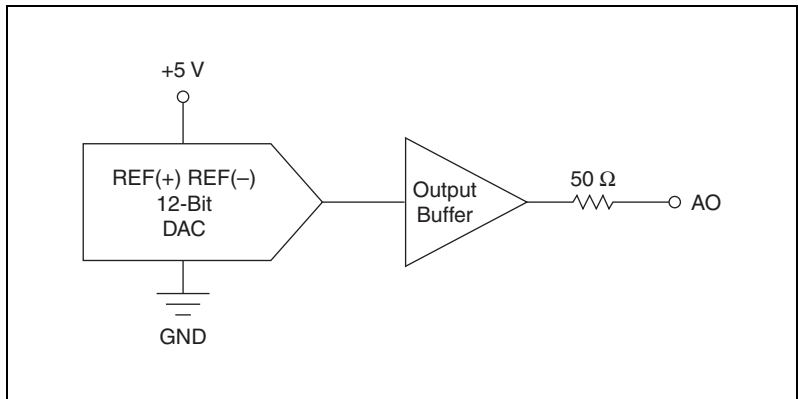 +5 V
REF(+) REF(–)
12-Bit
DAC
GND
Output
Buffer
50 Ω
AO